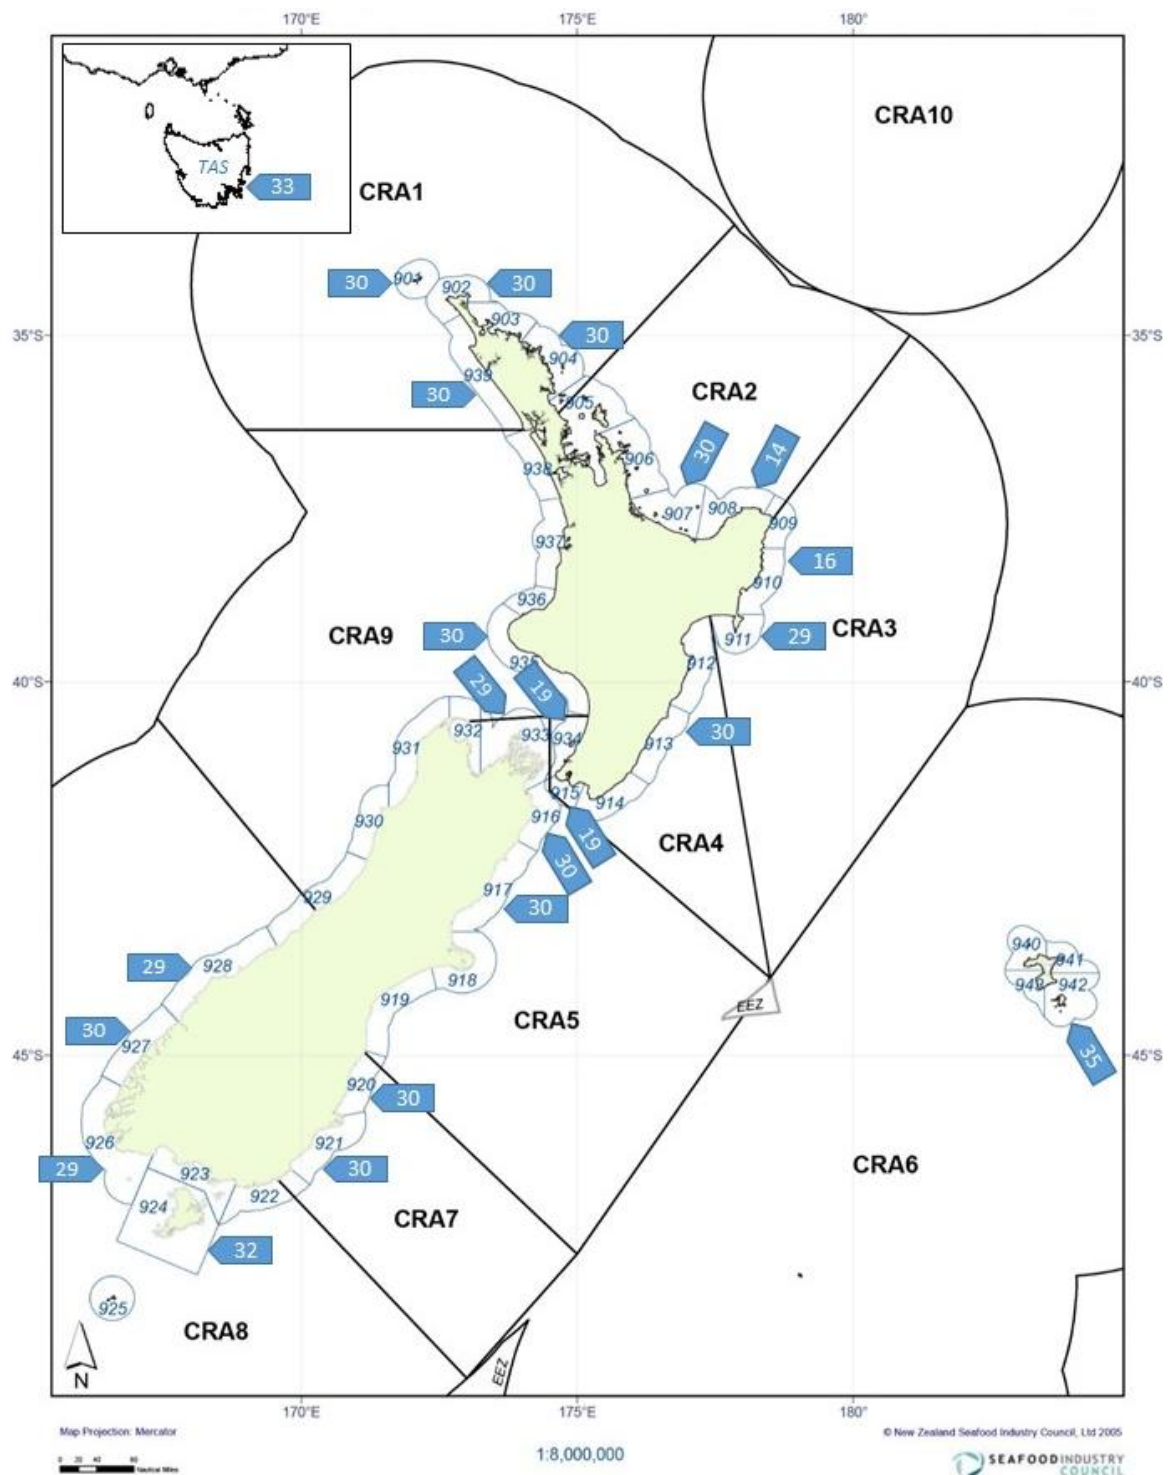 170°E 175°E 180°
CRA10
TAS
33
CRA1
30 901 902 30
903
30
35°S 35°S
904
939
30
CRA2
905
30
14
906
938
907 908
909
937
16
910
936
CRA9
30
CRA3
911 29
935
912
29
19
40°S 40°S
932
933
934
30
931
913
915
914
916
930
19
CRA4
30
917
929
30
940
941
928
29
918
943 942
919
EEZ
CRA5
30
927
35
45°S 45°S
920
30
926
921
CRA6
29
923
30
922
924
CRA7
32
925
CRA8
N
EEZ
170°E 175°E 180°
Map Projection: Mercator
© New Zealand Seafood Industry Council, Ltd 2005
1:8,000,000
0 20 40 80
Nautical Miles
SEAFOODINDUSTRY
COUNCIL